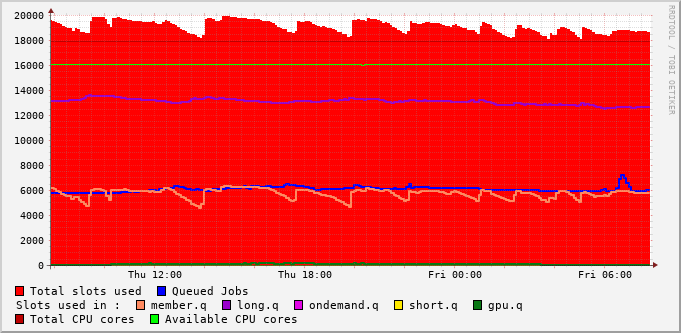 20000
18000
16000
14000
12000
10000
8000
6000
4000
2000
0
Thu 12:00 Thu 18:00 Fri 00:00 Fri 06:00
Total slots used Queued Jobs
Slots used in : member.q long.q ondemand.q short.q gpu.q
Total CPU cores Available CPU cores
RRDTOOL / TOBI OETIKER